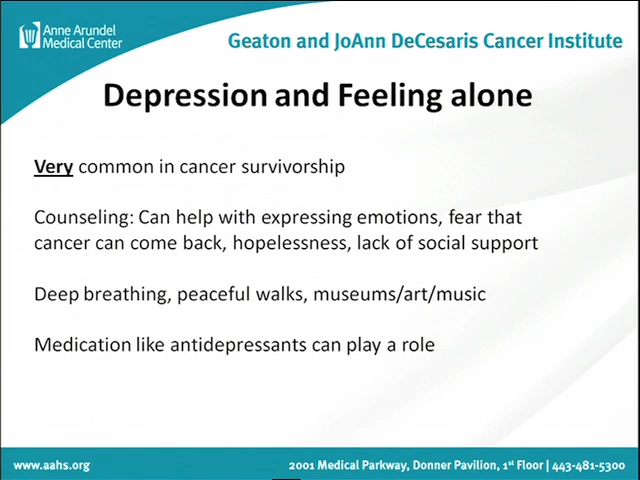 Anne Arundel
Medical Center
Geaton and JoAnn DeCesaris Cancer Institute
Depression and Feeling alone
Very common in cancer survivorship
Counseling: Can help with expressing emotions, fear that
cancer can come back, hopelessness, lack of social support
Deep breathing, peaceful walks, museums/art/music
Medication like antidepressants can play a role
www.aahs.org
2001 Medical Parkway, Donner Pavilion, 1st Floor | 443-481-5300